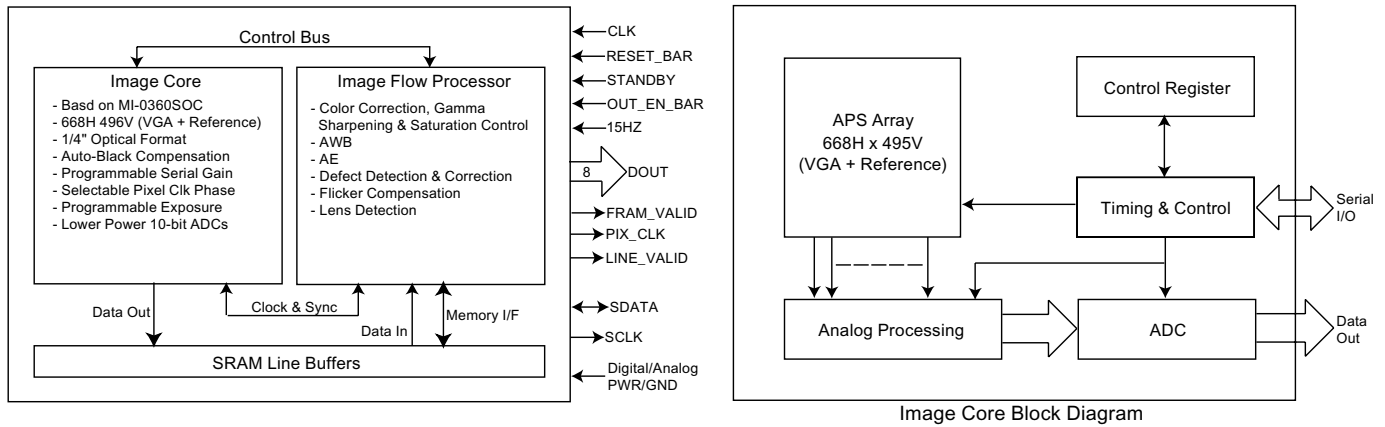 Control Bus
Image Core
- Basd on MI-0360SOC
- 668H 496V (VGA + Reference)
- 1/4" Optical Format
- Auto-Black Compensation
- Programmable Serial Gain
- Selectable Pixel Clk Phase
- Programmable Exposure
- Lower Power 10-bit ADCs
Image Flow Processor
- Color Correction, Gamma
Sharpening & Saturation Control
- AWB
- AE
- Defect Detection & Correction
- Flicker Compensation
- Lens Detection
Data Out
Clock & Sync
Data In
Memory I/F
SRAM Line Buffers
CLK
RESET_BAR
STANDBY
OUT_EN_BAR
15HZ
8
DOUT
FRAM_VALID
PIX_CLK
LINE_VALID
SDATA
SCLK
Digital/Analog
PWR/GND
APS Array
668H x 495V
(VGA + Reference)
Control Register
Timing & Control
Serial
I/O
Analog Processing
ADC
Data
Out
Image Core Block Diagram